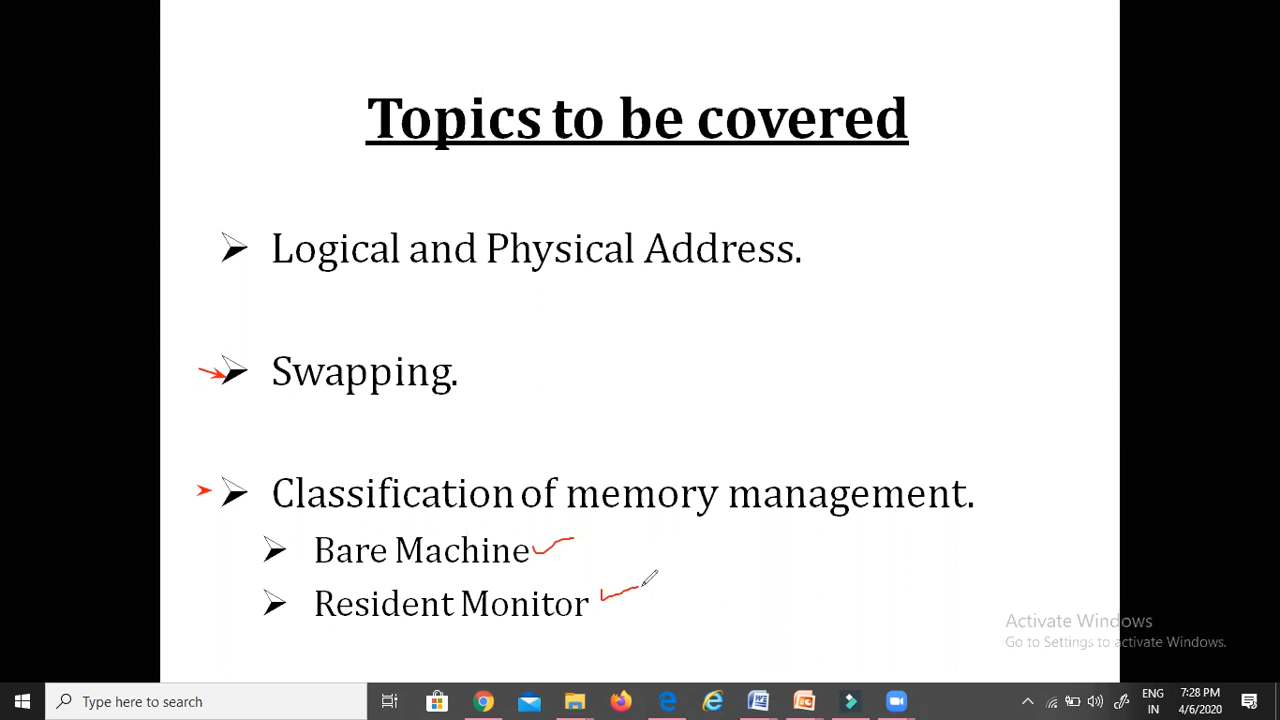 Topics to be covered
Logical and Physical Address.
Swapping.
Classification of memory management.
Bare Machine
Resident Monitor
Activate Windows
Go to Settings to activate Windows.
Type here to search
ENG
IN
7:28 PM
4/6/2020